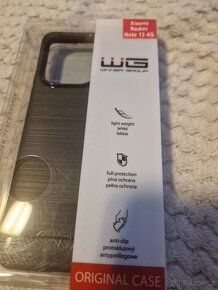 Xiaomi
Redmi
Note 13 4G
WG
WINNER GROUP
light weight
lehké
lekkie
full protection
plná ochrana
pełna ochrona
anti-slip
protiskluzový
antypoślizgowe
ORIGINAL CASE